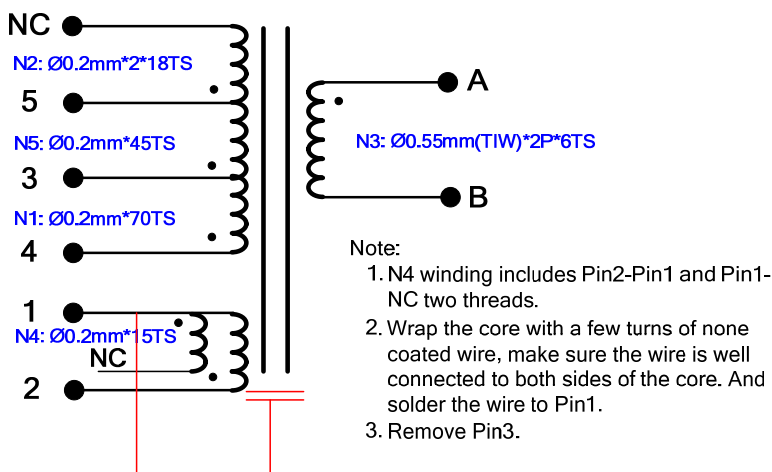 NC
N2: Ø0.2mm*2*18TS
5
N5: Ø0.2mm*45TS
3
N1: Ø0.2mm*70TS
4
1
N4: Ø0.2mm*15TS
NC
2
A
N3: Ø0.55mm(TIW)*2P*6TS
B
Note:
1. N4 winding includes Pin2-Pin1 and Pin1-
NC two threads.
2. Wrap the core with a few turns of none
coated wire, make sure the wire is well
connected to both sides of the core. And
solder the wire to Pin1.
3. Remove Pin3.